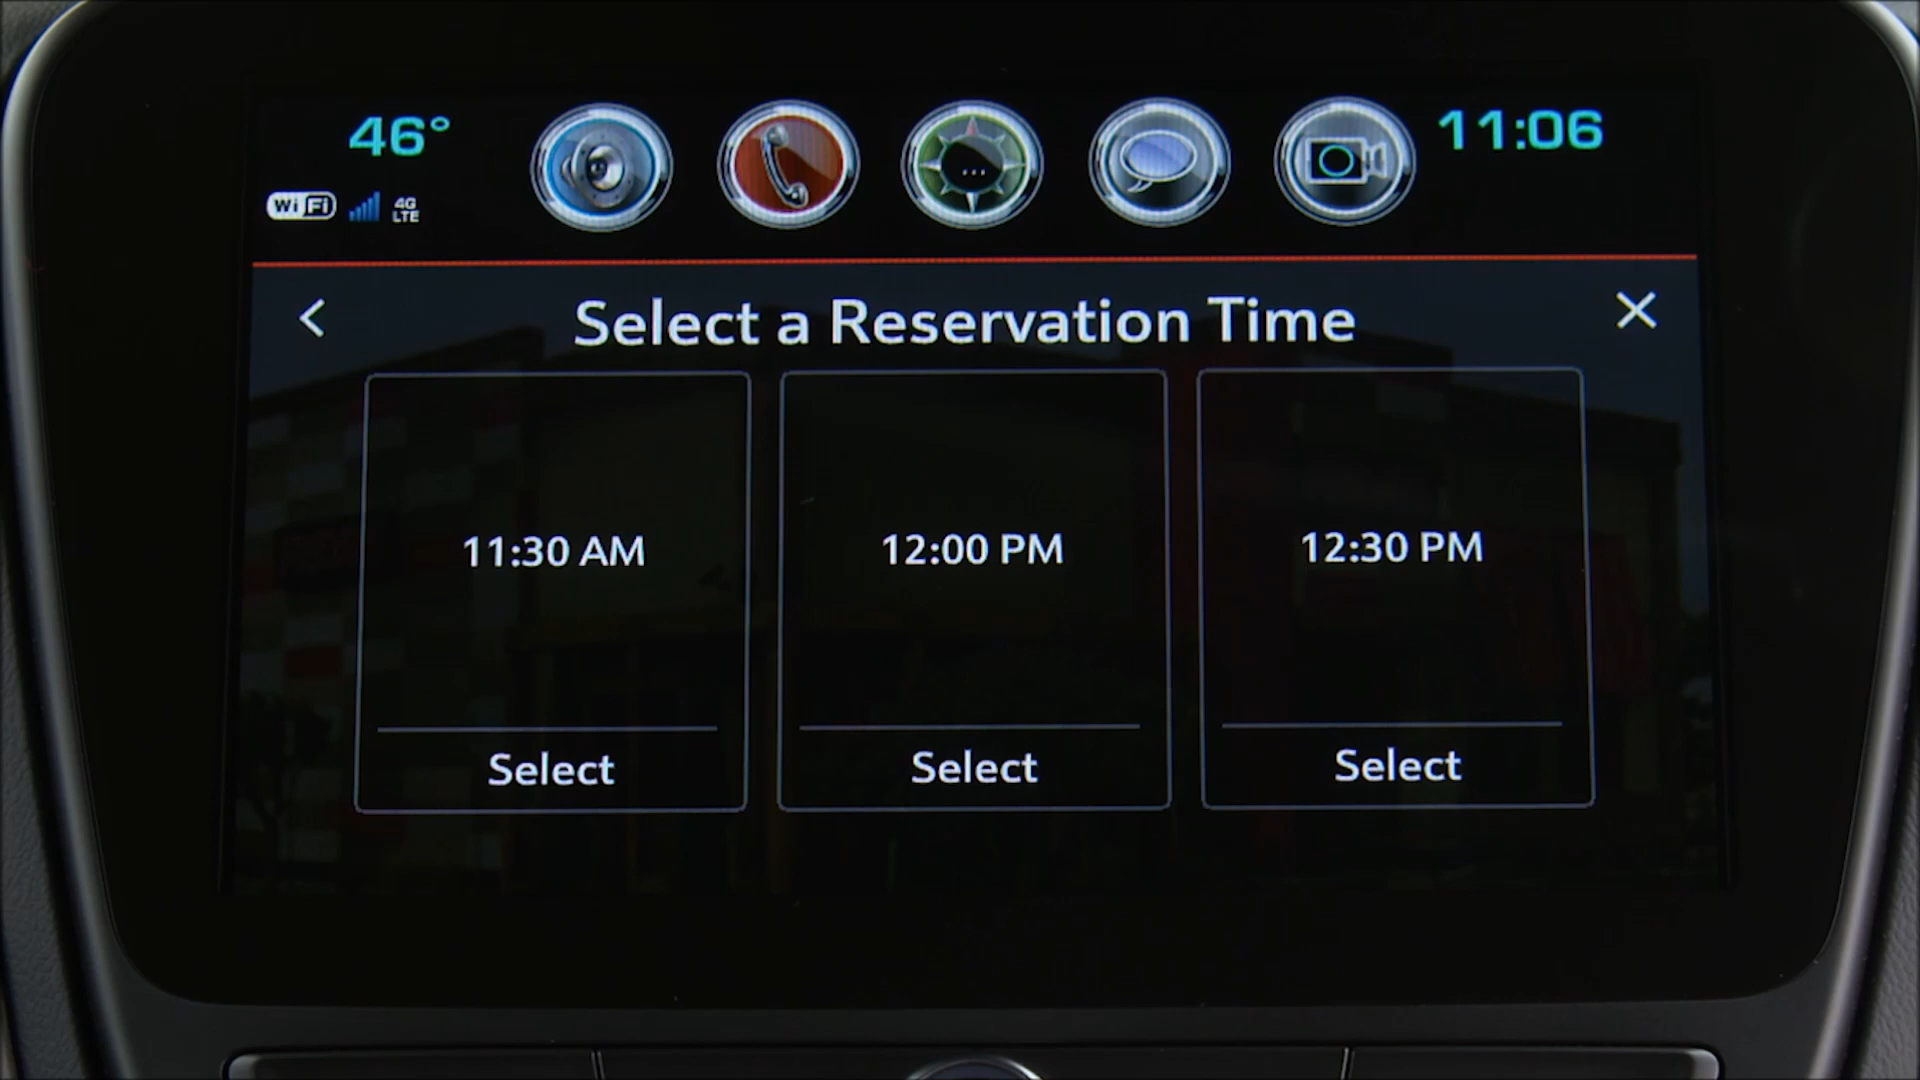 46°
11:06
WiFi
4G
LTE
Select a Reservation Time
11:30 AM
12:00 PM
12:30 PM
Select
Select
Select